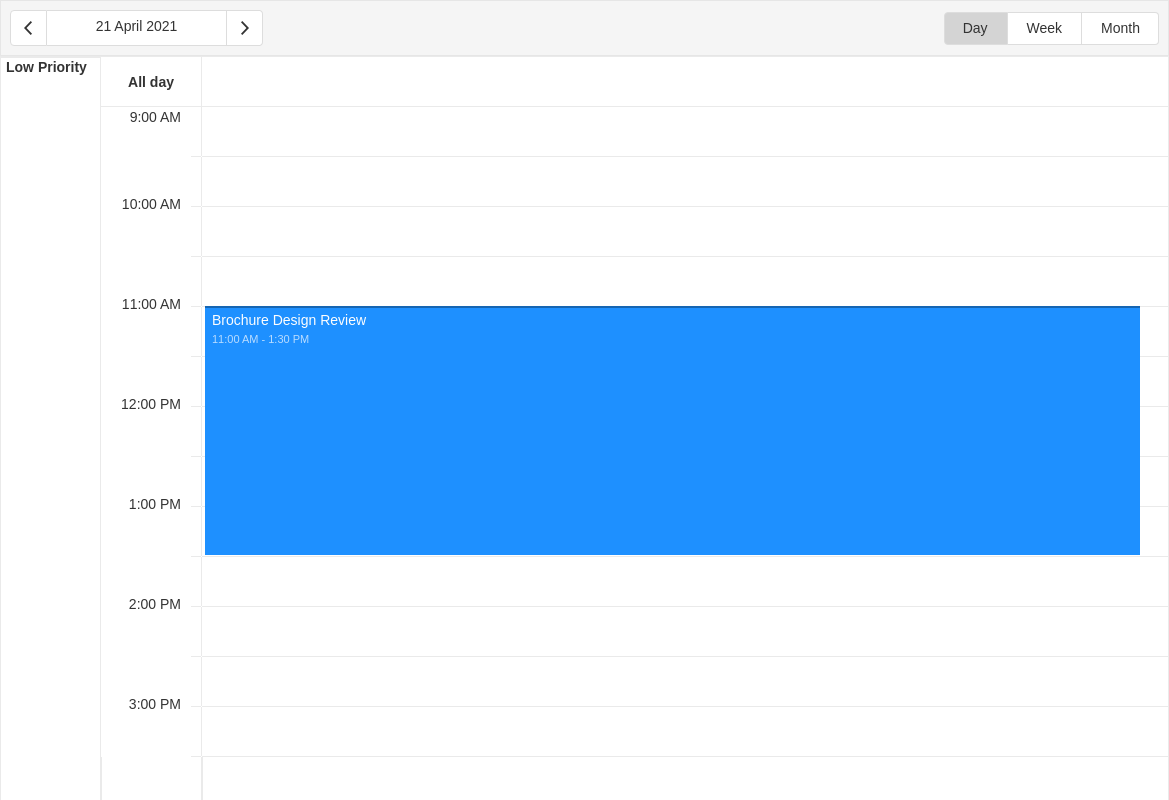 21 April 2021
Day
Week
Month
Low Priority
All day
9:00 AM
10:00 AM
11:00 AM
Brochure Design Review
11:00 AM - 1:30 PM
12:00 PM
1:00 PM
2:00 PM
3:00 PM